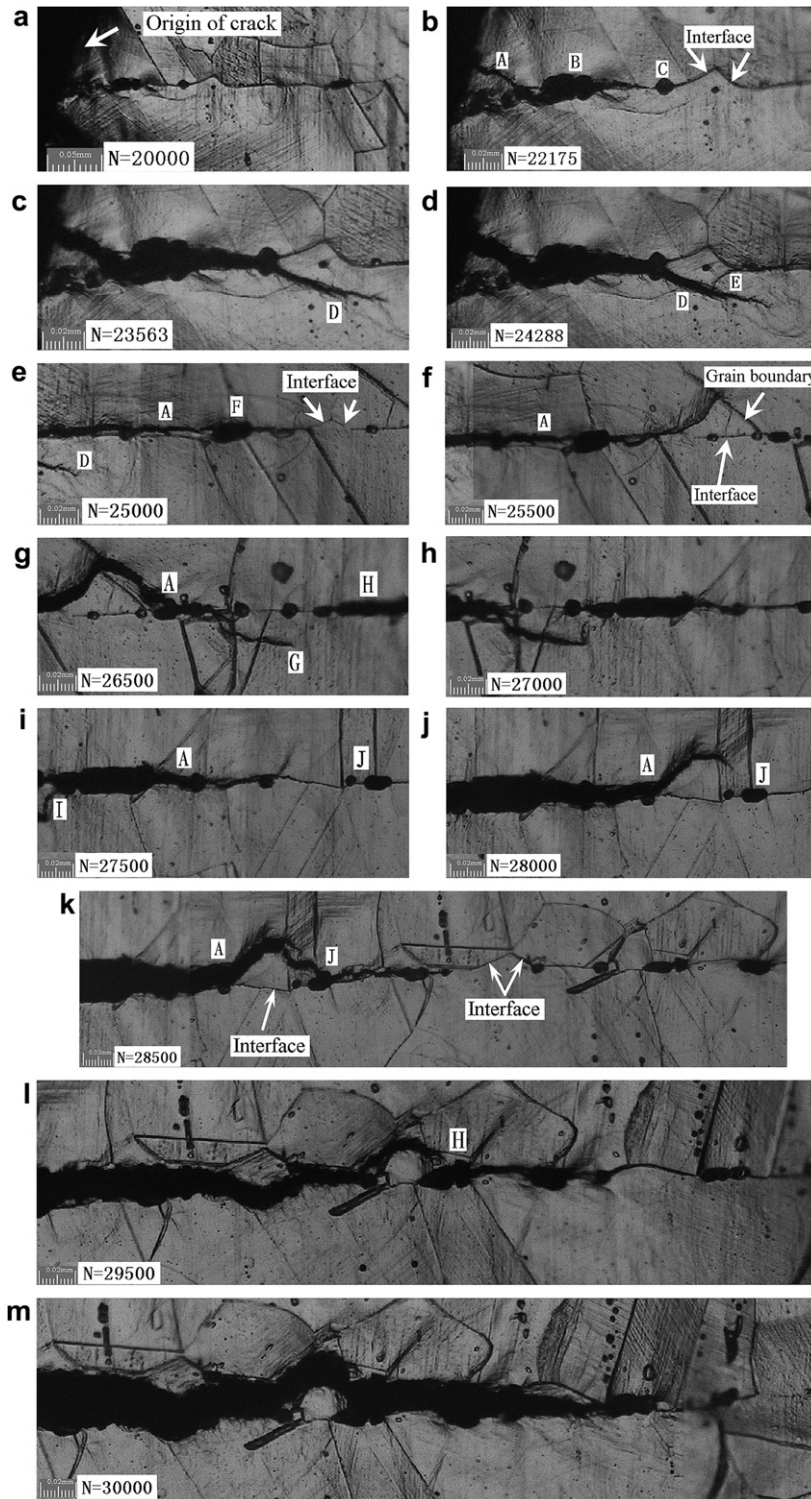 a
Origin of crack
0.05mm
N=20000
b
A
B
C
Interface
0.02mm
N=22175
c
D
0.02mm
N=23563
d
D
E
0.02mm
N=24288
e
A
F
Interface
D
0.02mm
N=25000
f
Grain boundary
A
Interface
0.02mm
N=25500
g
A
H
G
0.02mm
N=26500
h
0.02mm
N=27000
i
A
J
I
0.02mm
N=27500
j
A
J
0.02mm
N=28000
k
A
J
Interface
Interface
0.02mm
N=28500
l
H
0.02mm
N=29500
m
0.02mm
N=30000